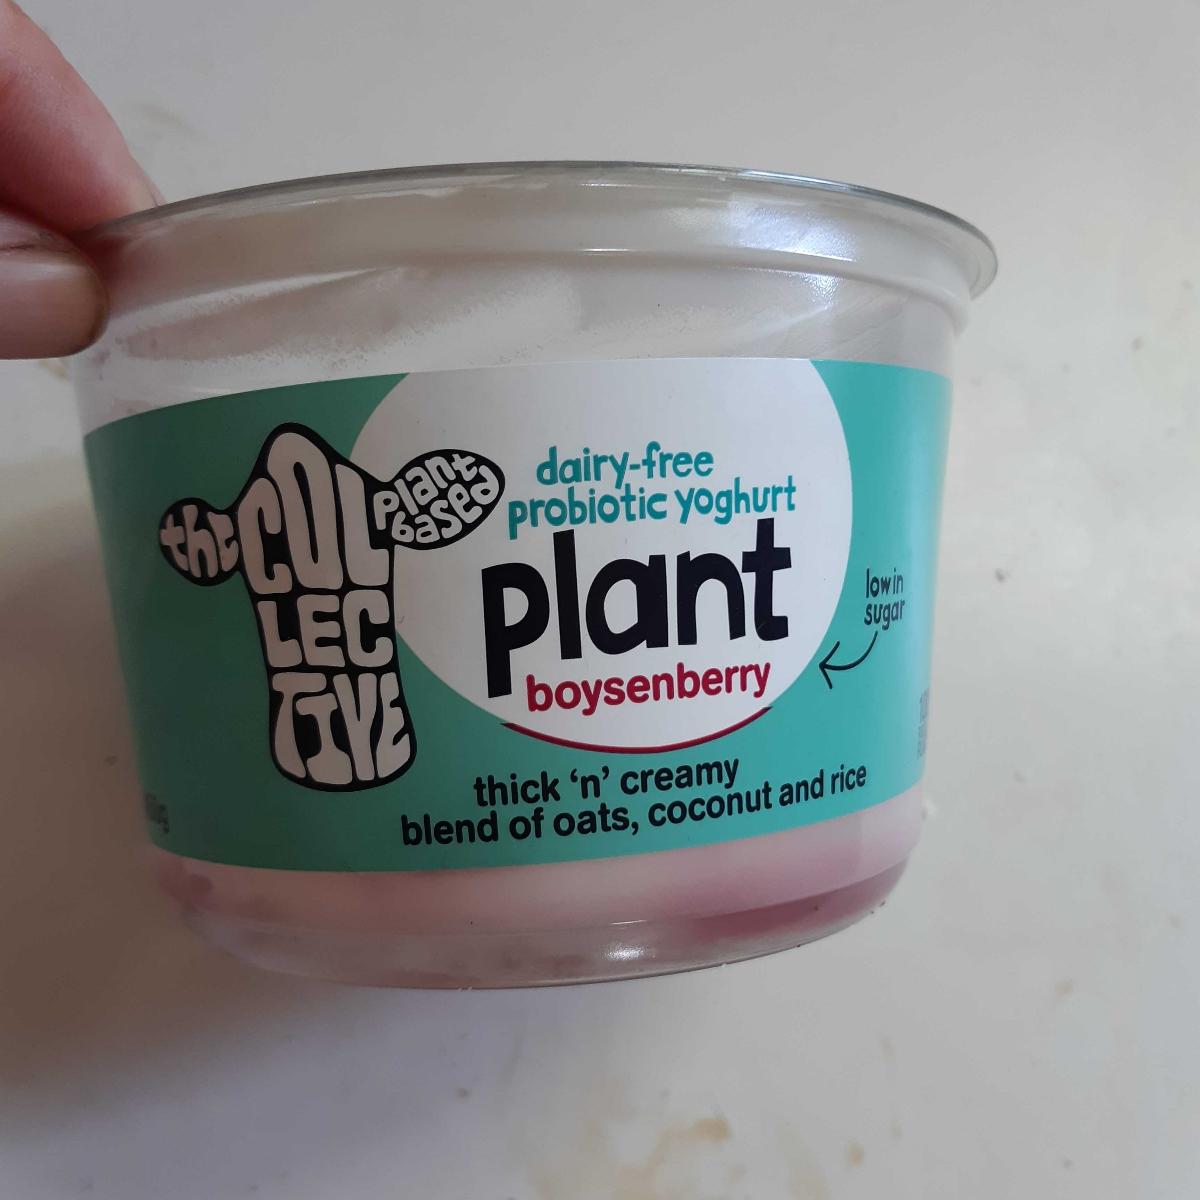 the
COL
LEC
TIVE
plant
based
dairy-free
probiotic yoghurt
plant
boysenberry
low in
sugar
thick 'n' creamy
blend of oats, coconut and rice